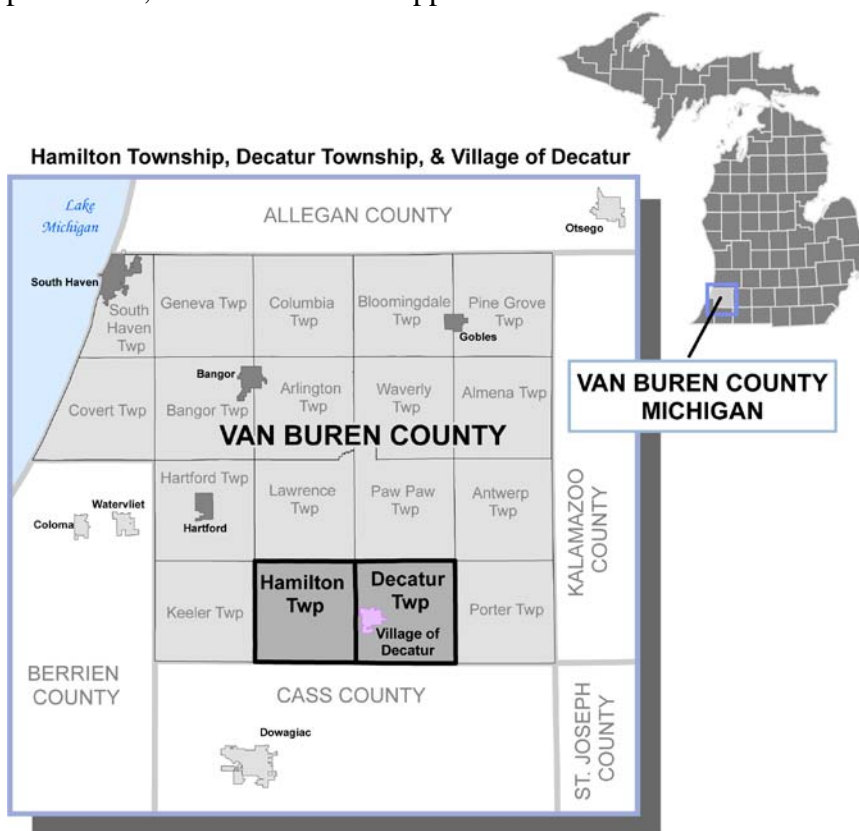 Hamilton Township, Decatur Township, & Village of Decatur
Lake
Michigan
ALLEGAN COUNTY
Otsego
South Haven
South
Haven
Twp
Geneva Twp
Columbia
Twp
Bloomingdale
Twp
Pine Grove
Twp
Gobles
Bangor
Covert Twp
Bangor Twp
Arlington
Twp
Waverly
Twp
Almena Twp
VAN BUREN COUNTY
VAN BUREN COUNTY
MICHIGAN
Hartford Twp
Hartford
Lawrence
Twp
Paw Paw
Twp
Antwerp
Twp
KALAMAZOO
COUNTY
Coloma
Watervliet
Keeler Twp
Hamilton
Twp
Decatur
Twp
Village of
Decatur
Porter Twp
BERRIEN
COUNTY
CASS COUNTY
Dowagiac
ST. JOSEPH
COUNTY